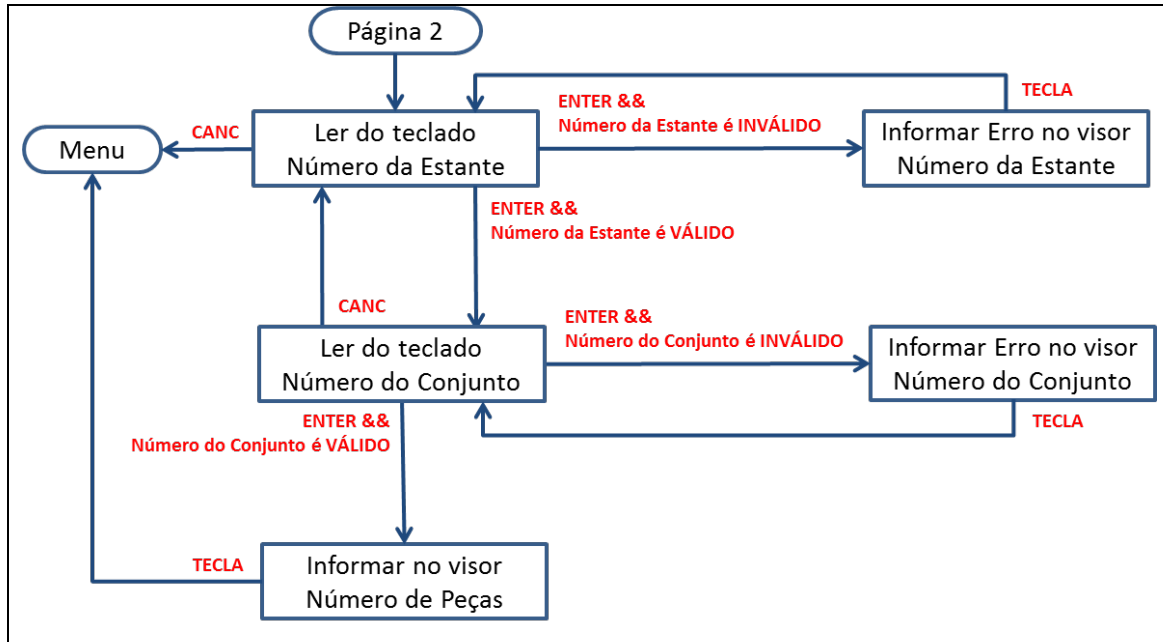 Página 2
TECLA
ENTER &&
Número da Estante é INVÁLIDO
CANC
Ler do teclado
Número da Estante
Informar Erro no visor
Número da Estante
Menu
ENTER &&
Número da Estante é VÁLIDO
CANC
ENTER &&
Número do Conjunto é INVÁLIDO
Ler do teclado
Número do Conjunto
Informar Erro no visor
Número do Conjunto
ENTER &&
Número do Conjunto é VÁLIDO
TECLA
TECLA
Informar no visor
Número de Peças